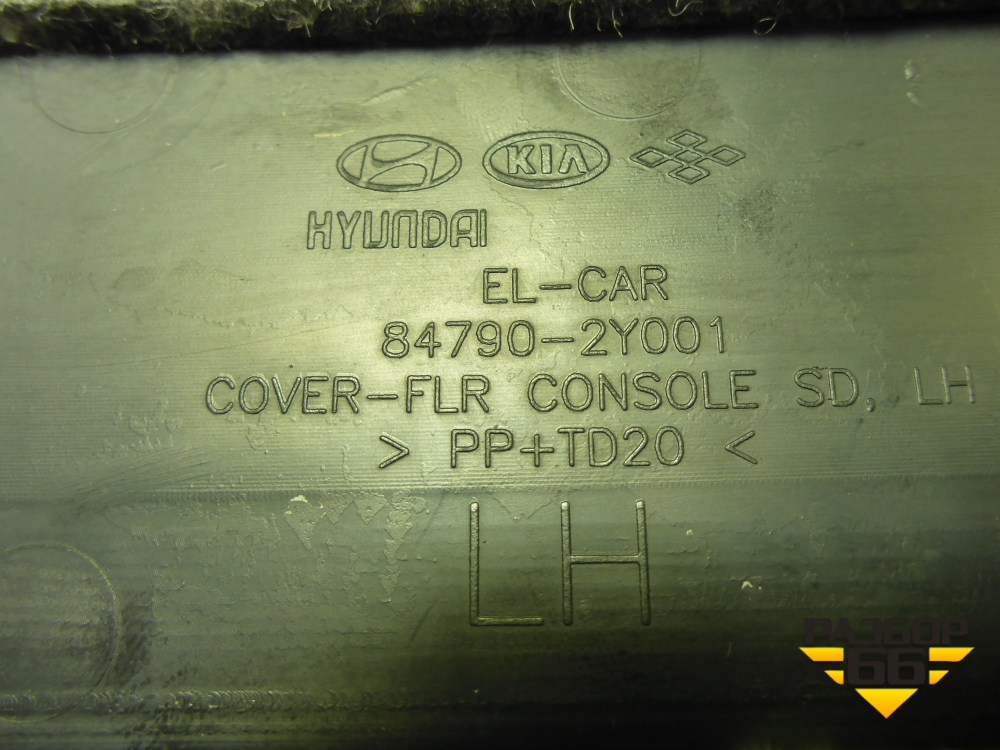 KIA
HYUNDAI
EL-CAR
84790-2Y001
COVER-FLR CONSOLE SD, LH
> PP+TD20 <
LH
РАЗБОР
66